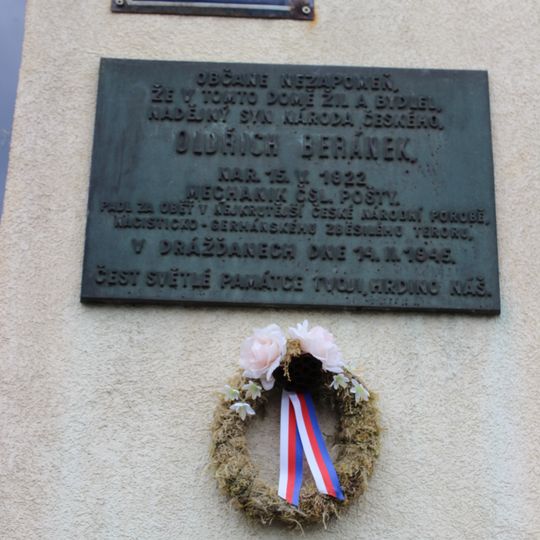 OBČANE NEZAPOMEŇ,
ŽE V TOMTO DOMĚ ŽIL A BYDLEL,
NADĚJNÝ SYN NÁRODA ČESKÉHO,
OLDŘICH BERÁNEK,
NAR. 15. V. 1922
MECHANIK ČSL. POŠTY.
PADL ZA OBĚŤ V NEJKRUTĚJŠÍ ČESKÉ NÁRODNÍ POROBĚ,
NACISTICKO-GERMÁNSKÉHO ZBĚSILÉHO TERORU,
V DRÁŽĎANECH DNE 14. II. 1945.
ČEST SVĚTLÉ PAMÁTCE TVOJÍ, HRDINO NÁŠ.